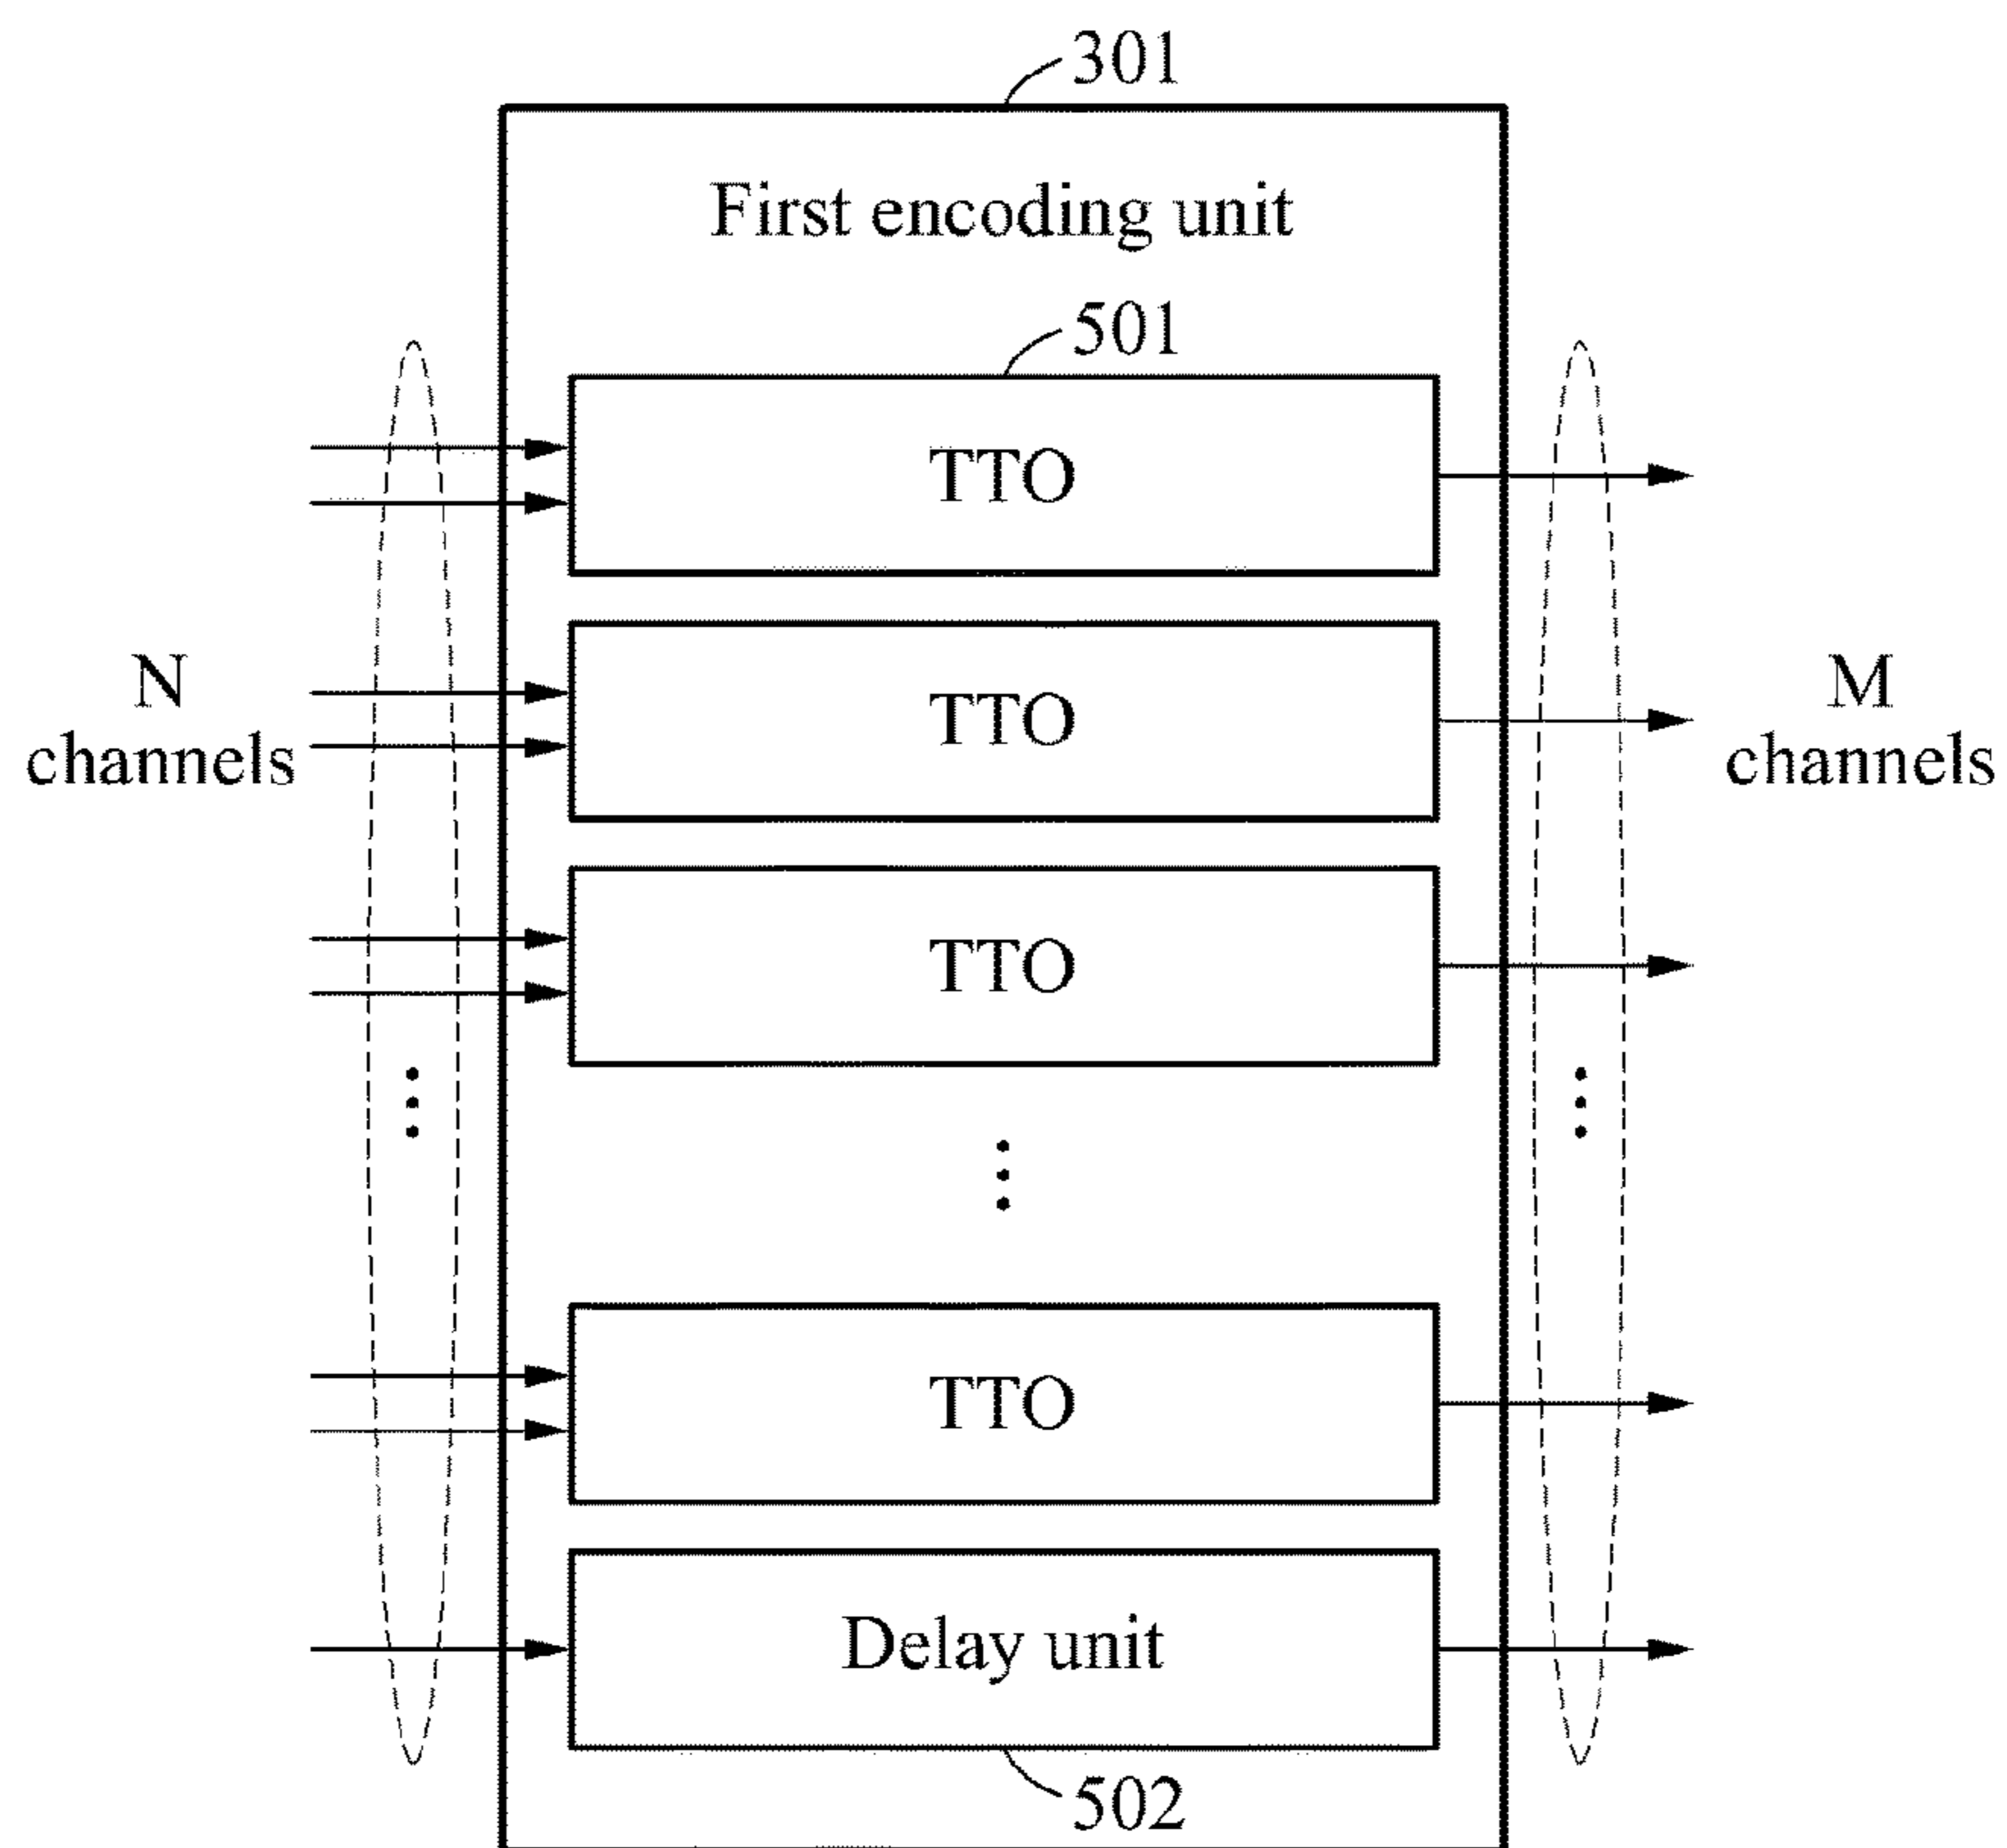 301
First encoding unit
501
TTO
N
channels
TTO
M
channels
TTO
TTO
Delay unit
502